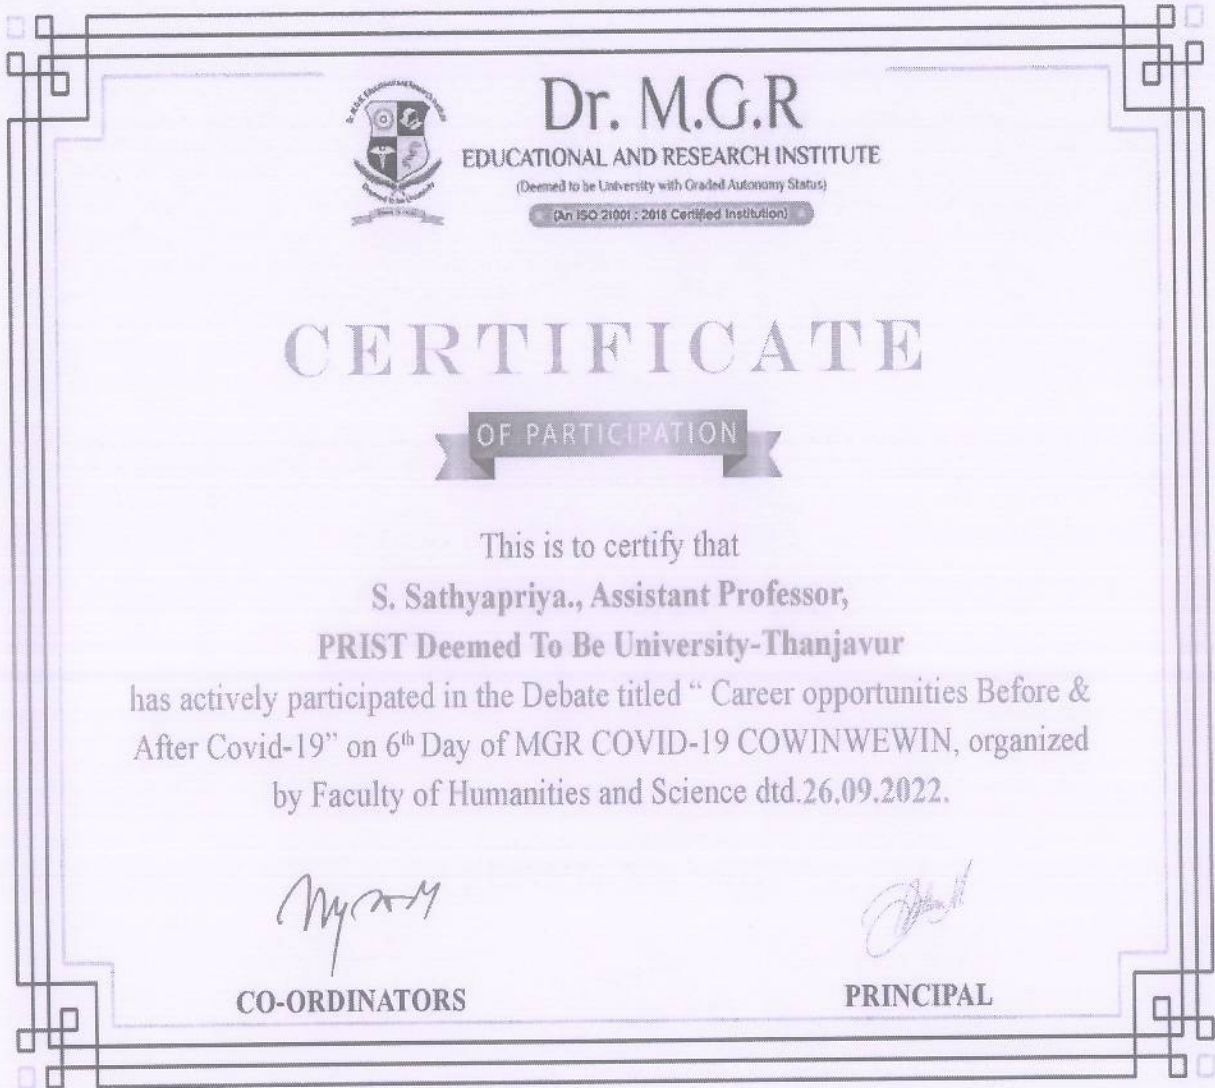 Dr. M.G.R
EDUCATIONAL AND RESEARCH INSTITUTE
(Deemed to be University with Graded Autonomy Status)
(An ISO 21001 : 2018 Certified Institution)
CERTIFICATE
OF PARTICIPATION
This is to certify that
S. Sathyapriya., Assistant Professor,
PRIST Deemed To Be University-Thanjavur
has actively participated in the Debate titled “ Career opportunities Before &
After Covid-19” on 6th Day of MGR COVID-19 COWINWEWIN, organized
by Faculty of Humanities and Science dtd.26.09.2022.
CO-ORDINATORS
PRINCIPAL